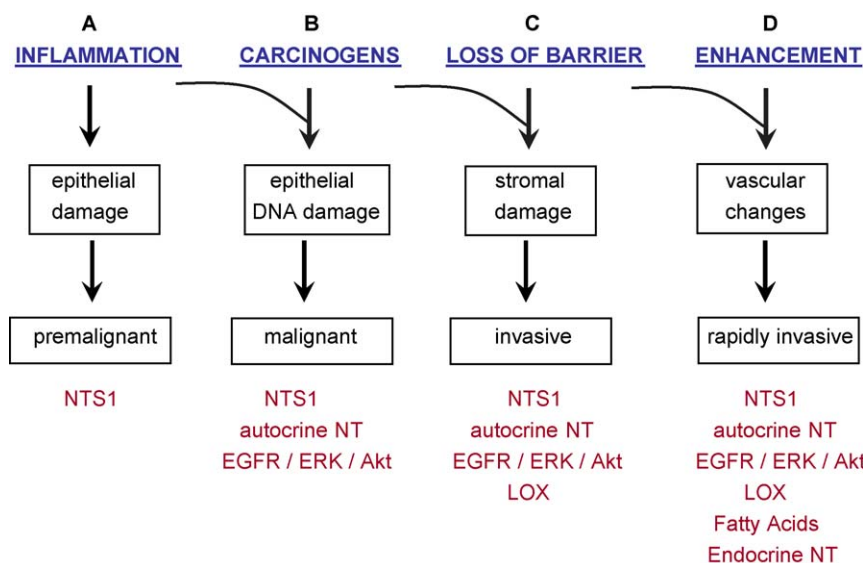 A
INFLAMMATION
epithelial
damage
premalignant
NTS1
B
CARCINOGENS
epithelial
DNA damage
malignant
NTS1
autocrine NT
EGFR / ERK / Akt
C
LOSS OF BARRIER
stromal
damage
invasive
NTS1
autocrine NT
EGFR / ERK / Akt
LOX
D
ENHANCEMENT
vascular
changes
rapidly invasive
NTS1
autocrine NT
EGFR / ERK / Akt
LOX
Fatty Acids
Endocrine NT